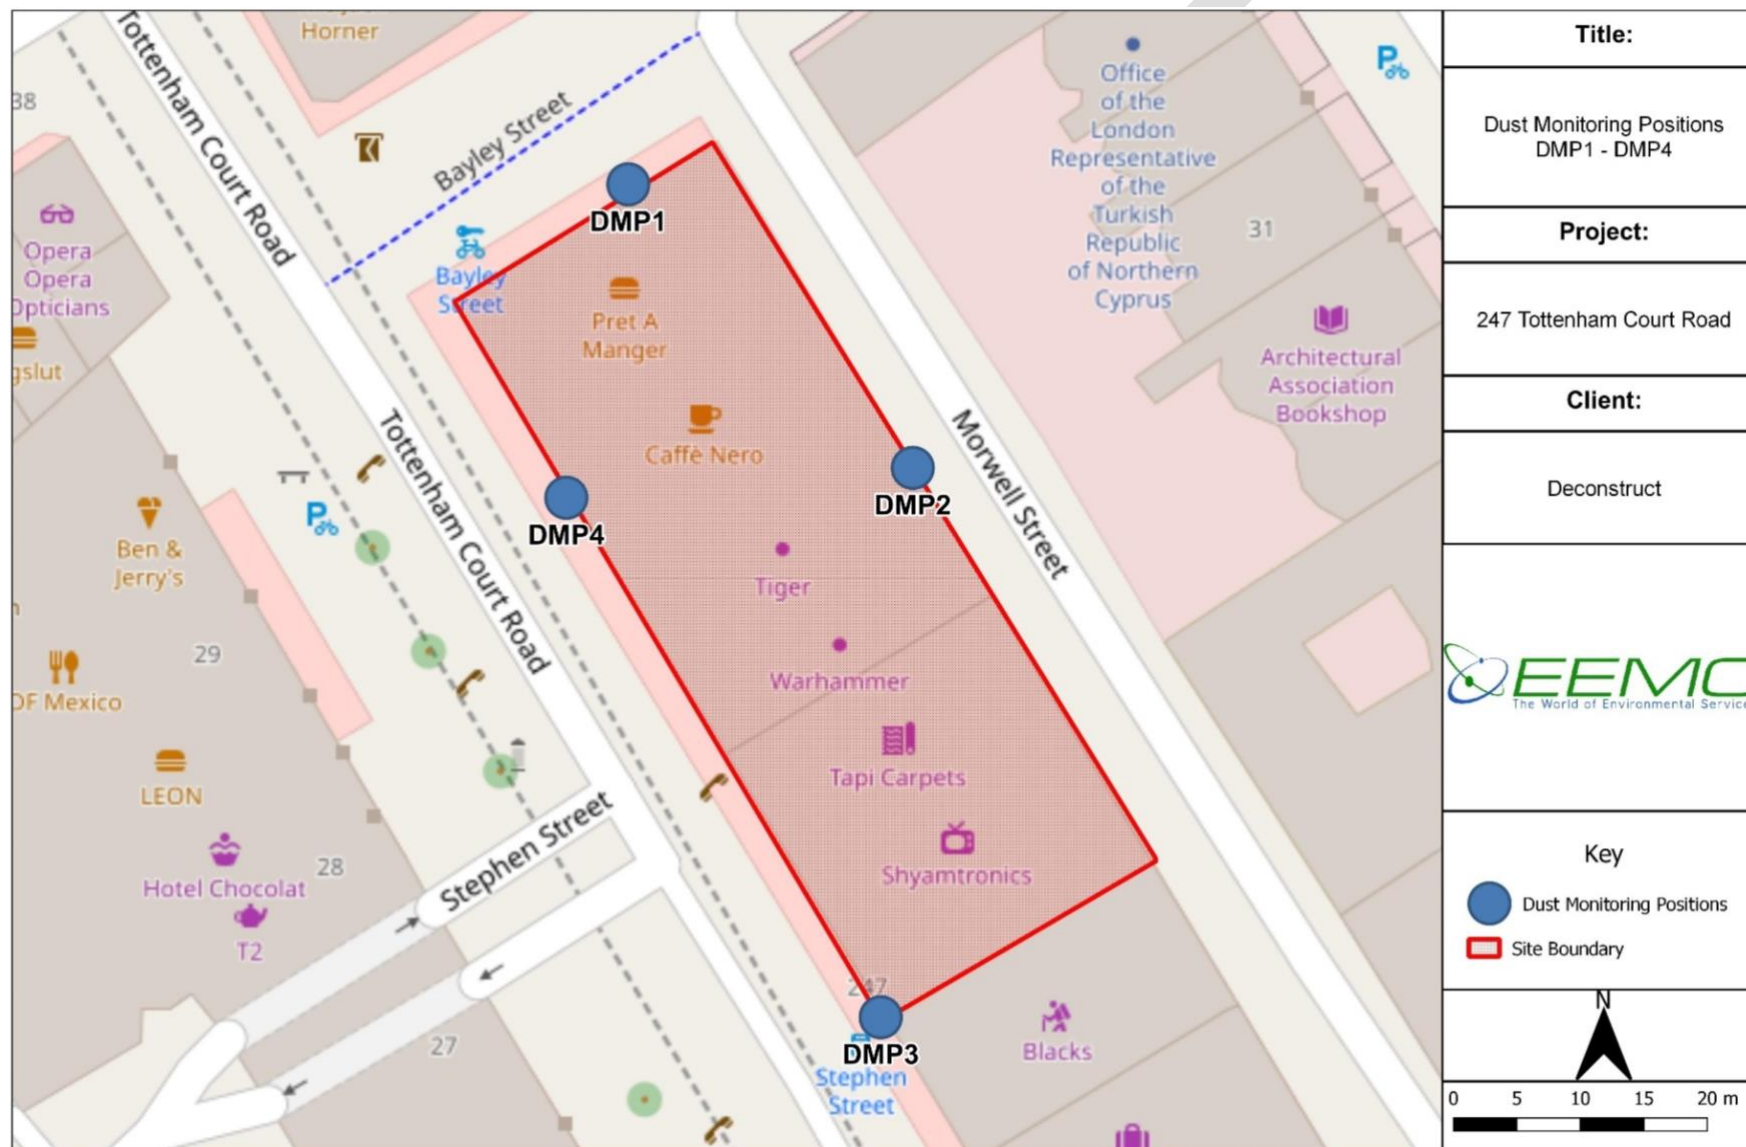 Horner
Tottenham Court Road
Bayley Street
38
Opera
Opera
Opticians
gslut
Bayley
Street
DMP1
Pret A
Manger
Caffè Nero
DMP2
DMP4
Tottenham Court Road
Morwell Street
Office
of the
London
Representative
of the
Turkish
Republic
of Northern
Cyprus
31
Architectural
Association
Bookshop
P
P
Ben &
Jerry's
29
OF Mexico
LEON
Hotel Chocolat
28
T2
Stephen Street
27
Tiger
Warhammer
Tapi Carpets
Shyamtronics
247
DMP3
Stephen
Street
Blacks
Title:
Dust Monitoring Positions
DMP1 - DMP4
Project:
247 Tottenham Court Road
Client:
Deconstruct
EEMC
The World of Environmental Service
Key
Dust Monitoring Positions
Site Boundary
N
0 5 10 15 20 m